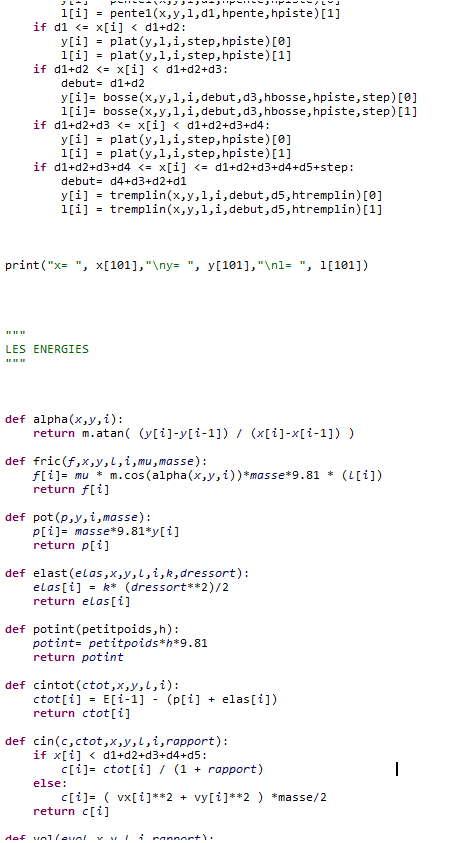 l[i] = pente1(x,y,l,d1,hpente,hpiste)[1]
if d1 <= x[i] < d1+d2:
y[i] = plat(y,l,i,step,hpiste)[0]
l[i] = plat(y,l,i,step,hpiste)[1]
if d1+d2 <= x[i] < d1+d2+d3:
debut= d1+d2
y[i]= bosse(x,y,l,i,debut,d3,hbosse,hpiste,step)[0]
l[i]= bosse(x,y,l,i,debut,d3,hbosse,hpiste,step)[1]
if d1+d2+d3 <= x[i] < d1+d2+d3+d4:
y[i] = plat(y,l,i,step,hpiste)[0]
l[i] = plat(y,l,i,step,hpiste)[1]
if d1+d2+d3+d4 <= x[i] <= d1+d2+d3+d4+d5+step:
debut= d4+d3+d2+d1
y[i] = tremplin(x,y,l,i,debut,d5,htremplin)[0]
l[i] = tremplin(x,y,l,i,debut,d5,htremplin)[1]
print("x= ", x[101],"\ny= ", y[101],"\nl= ", l[101])
"""
LES ENERGIES
"""
def alpha(x,y,i):
return m.atan( (y[i]-y[i-1]) / (x[i]-x[i-1]) )
def fric(f,x,y,l,i,mu,masse):
f[i]= mu * m.cos(alpha(x,y,i))*masse*9.81 * (l[i])
return f[i]
def pot(p,y,i,masse):
p[i]= masse*9.81*y[i]
return p[i]
def elast(elas,x,y,l,i,k,dressort):
elas[i] = k* (dressort**2)/2
return elas[i]
def potint(petitpoids,h):
potint= petitpoids*h*9.81
return potint
def cintot(ctot,x,y,l,i):
ctot[i] = E[i-1] - (p[i] + elas[i])
return ctot[i]
def cin(c,ctot,x,y,l,i,rapport):
if x[i] < d1+d2+d3+d4+d5:
c[i]= ctot[i] / (1 + rapport)
else:
c[i]= ( vx[i]**2 + vy[i]**2 ) *masse/2
return c[i]